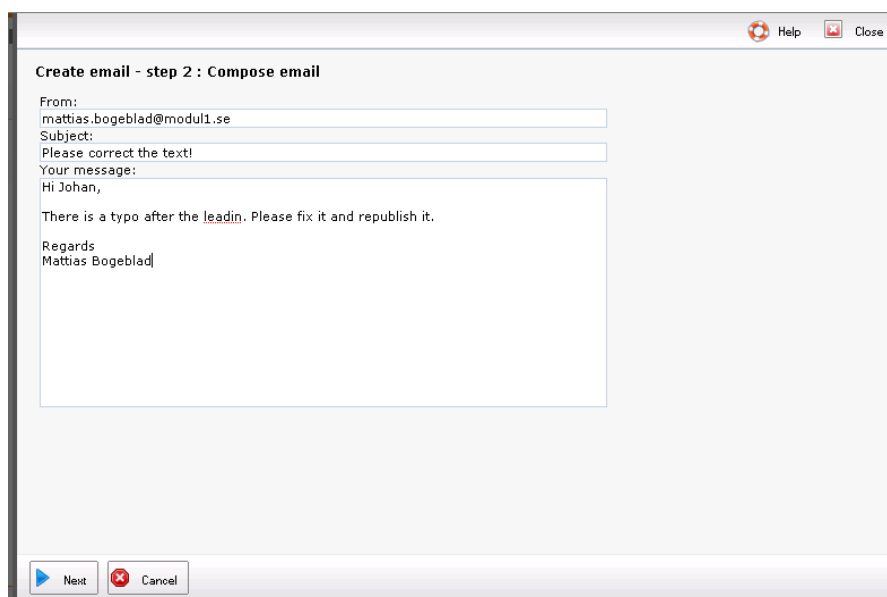 Help Close
Create email - step 2 : Compose email
From:
mattias.bogeblad@modul1.se
Subject:
Please correct the text!
Your message:
Hi Johan,
There is a typo after the leadin. Please fix it and republish it.
Regards
Mattias Bogeblad
Next Cancel